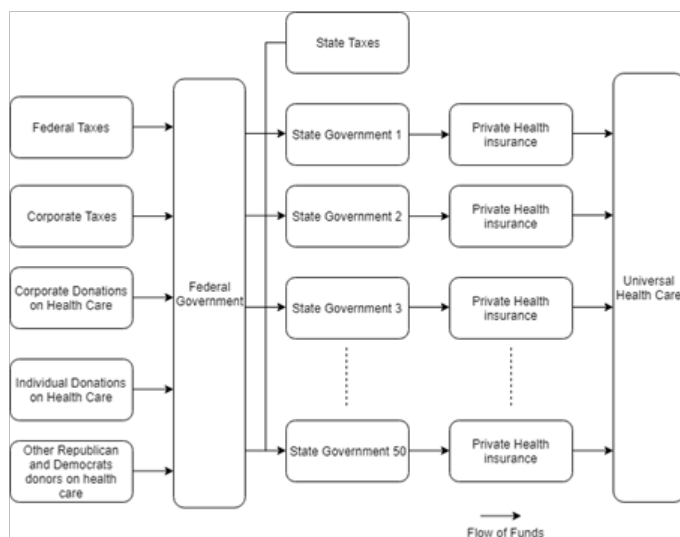 State Taxes
Federal Taxes
State Government 1
Private Health
insurance
Corporate Taxes
State Government 2
Private Health
insurance
Federal
Government
Universal
Health Care
Corporate Donations
on Health Care
State Government 3
Private Health
insurance
Individual Donations
on Health Care
Other Republican
and Democrats
donors on health
care
State Government 50
Private Health
insurance
Flow of Funds